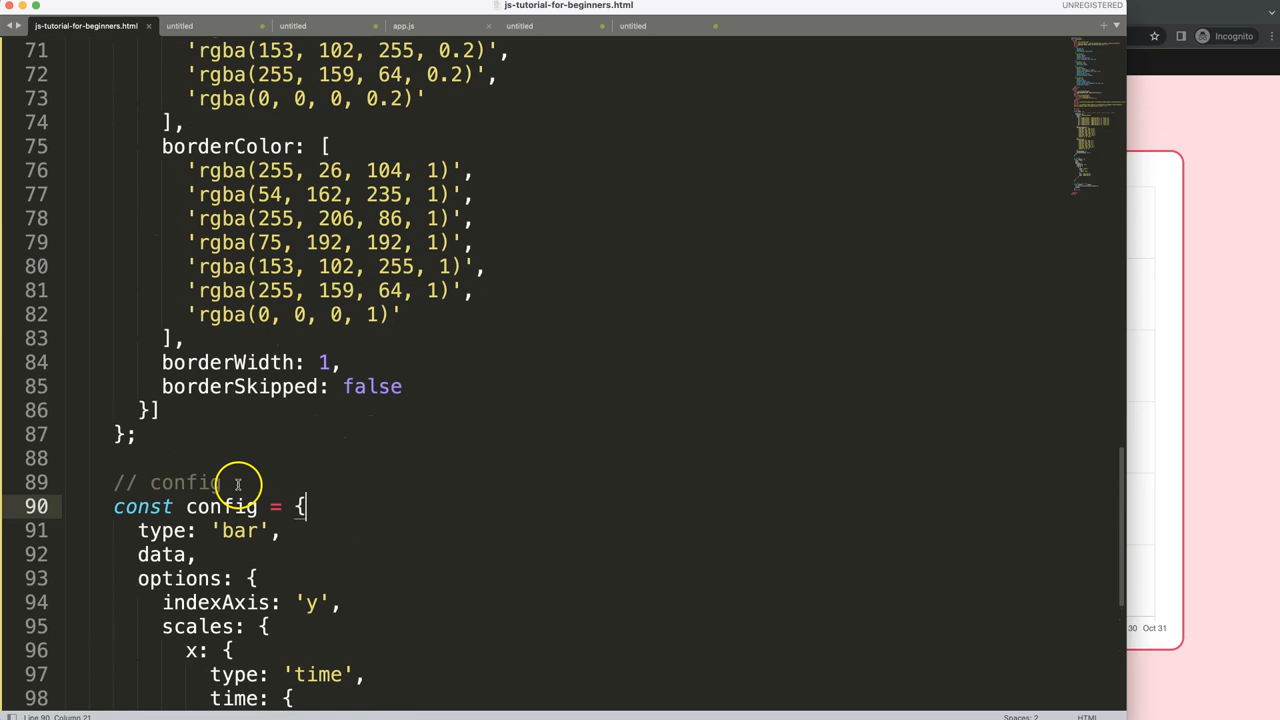 js-tutorial-for-beginners.html
UNREGISTERED
js-tutorial-for-beginners.html × untitled untitled app.js × untitled untitled
Incognito
71 'rgba(153, 102, 255, 0.2)',
72 'rgba(255, 159, 64, 0.2)',
73 'rgba(0, 0, 0, 0.2)'
74 ],
75 borderColor: [
76 'rgba(255, 26, 104, 1)',
77 'rgba(54, 162, 235, 1)',
78 'rgba(255, 206, 86, 1)',
79 'rgba(75, 192, 192, 1)',
80 'rgba(153, 102, 255, 1)',
81 'rgba(255, 159, 64, 1)',
82 'rgba(0, 0, 0, 1)'
83 ],
84 borderWidth: 1,
85 borderSkipped: false
86 }]
87 };
88
89 // config
90 const config = {
91 type: 'bar',
92 data,
93 options: {
94 indexAxis: 'y',
95 scales: {
96 x: {
97 type: 'time',
98 time: {
30 Oct 31
Line 90, Column 21
Spaces: 2
HTML